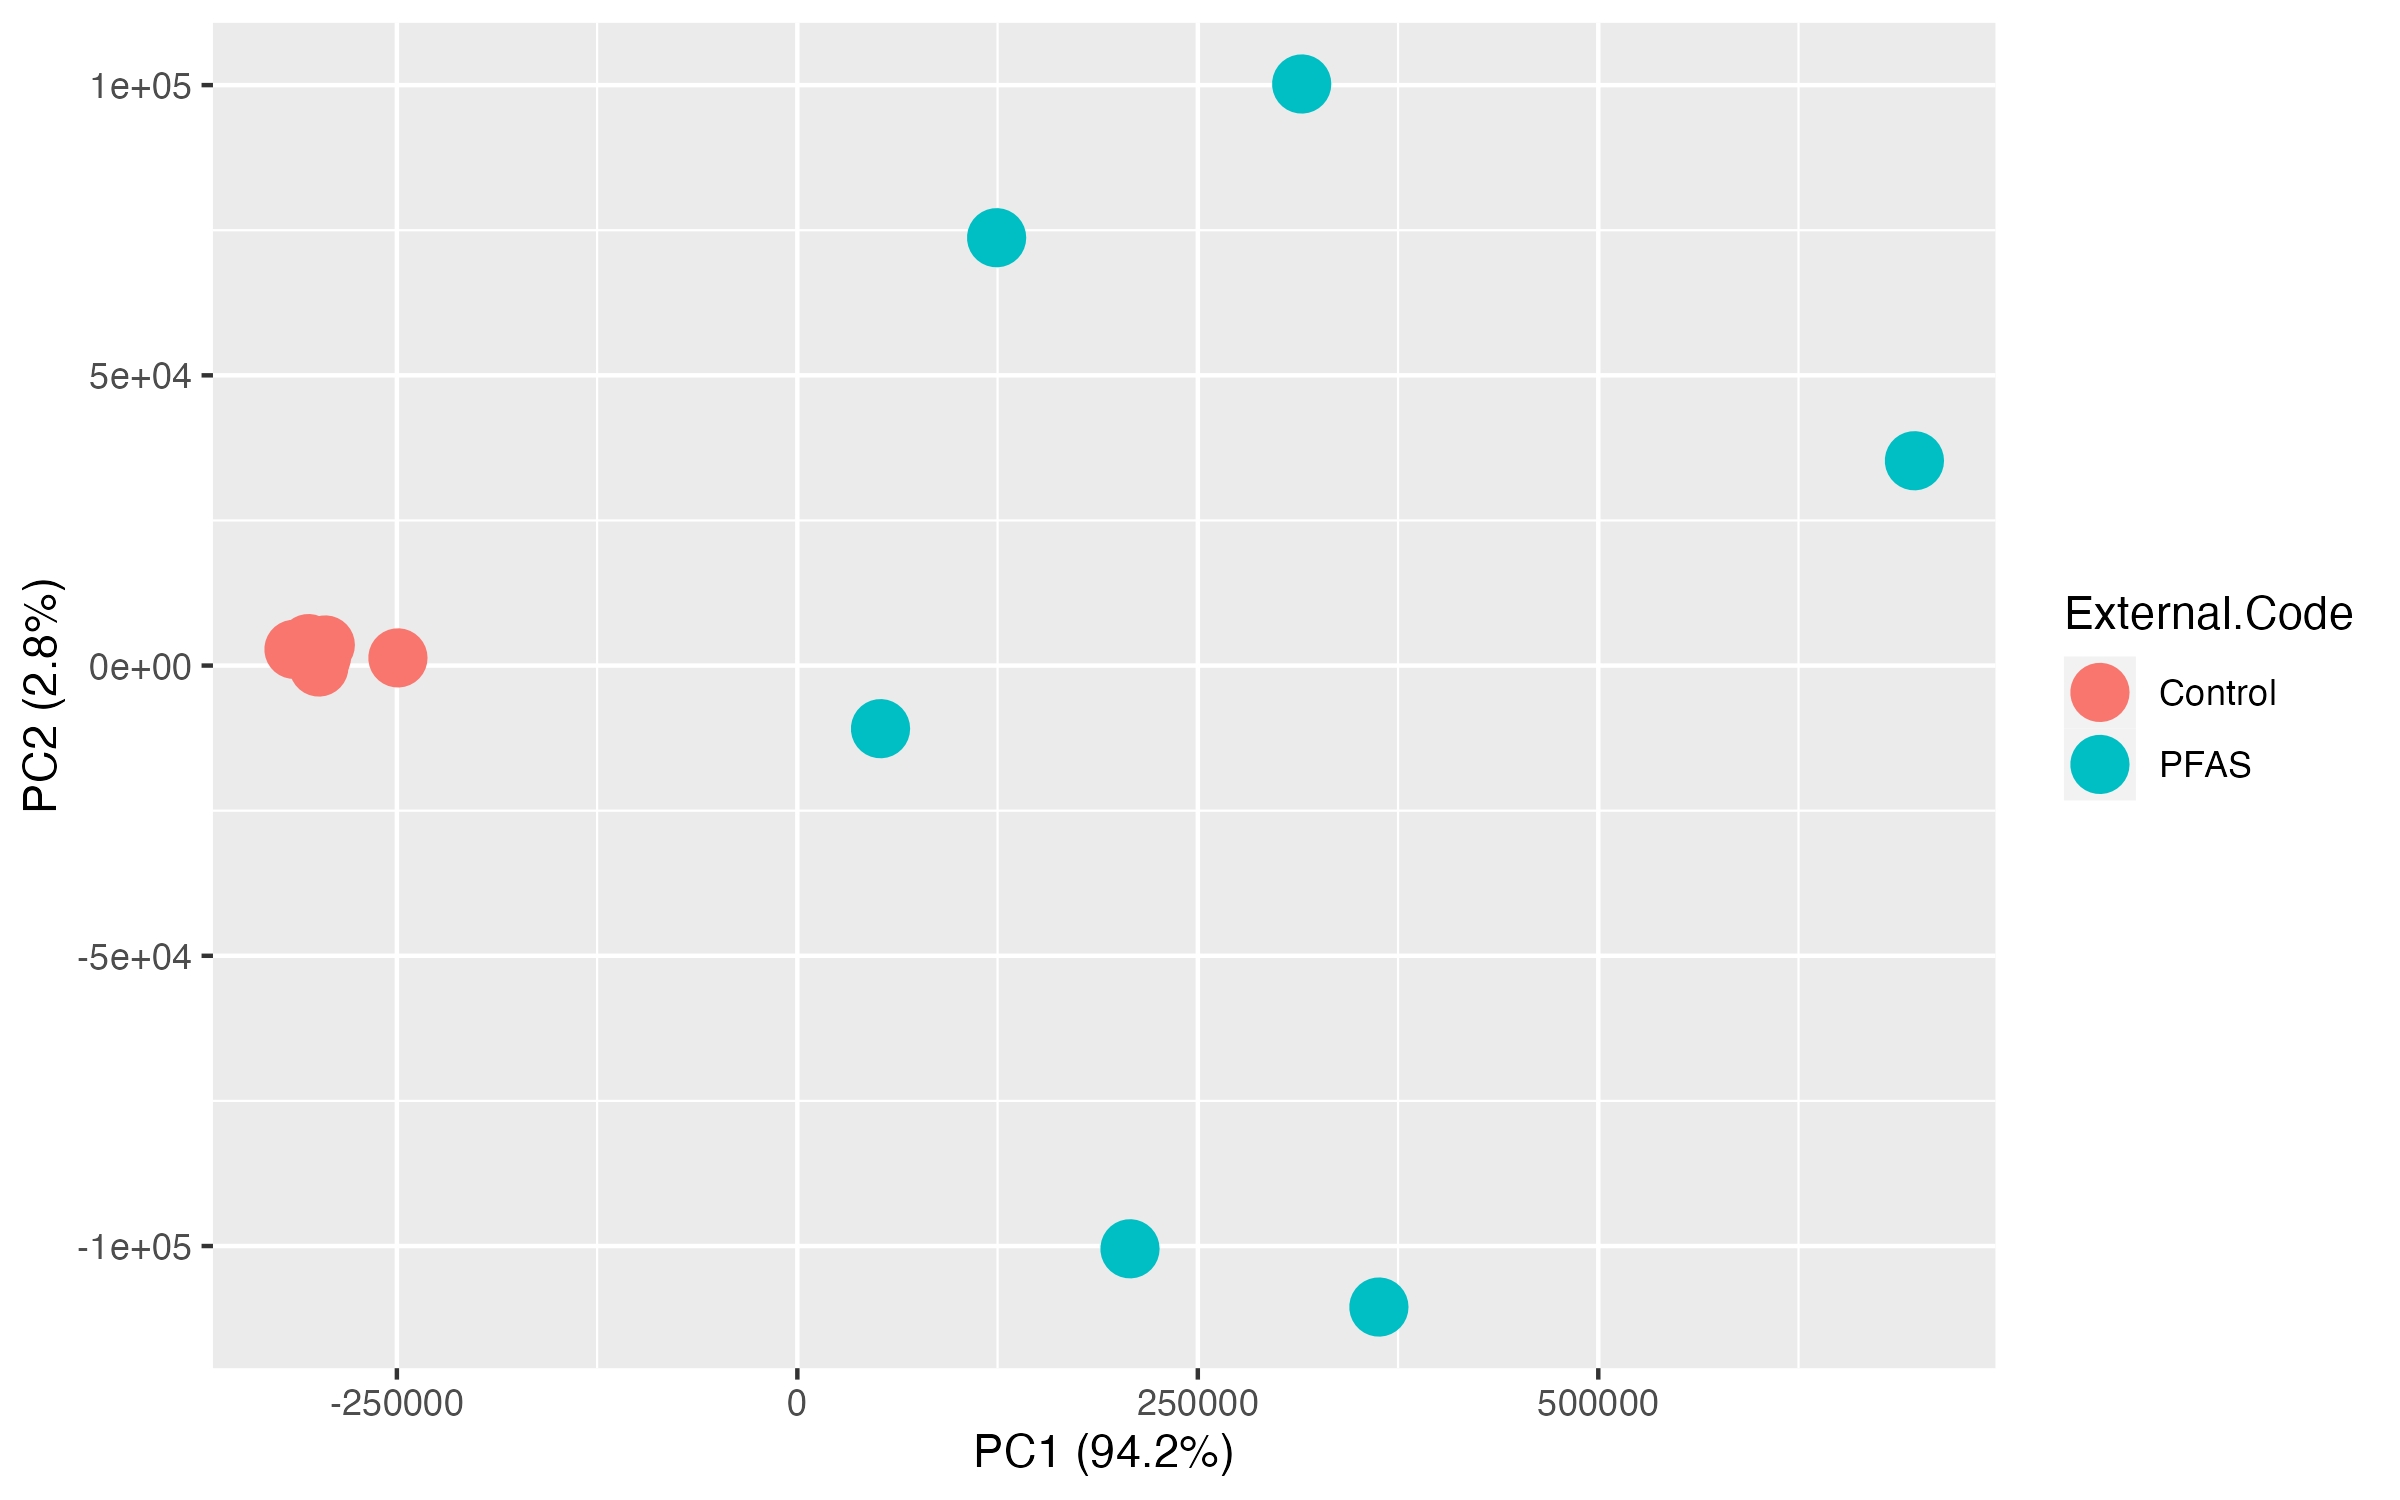 1e+05
5e+04
0e+00
-5e+04
-1e+05
PC2 (2.8%)
-250000
0
250000
500000
PC1 (94.2%)
External.Code
Control
PFAS